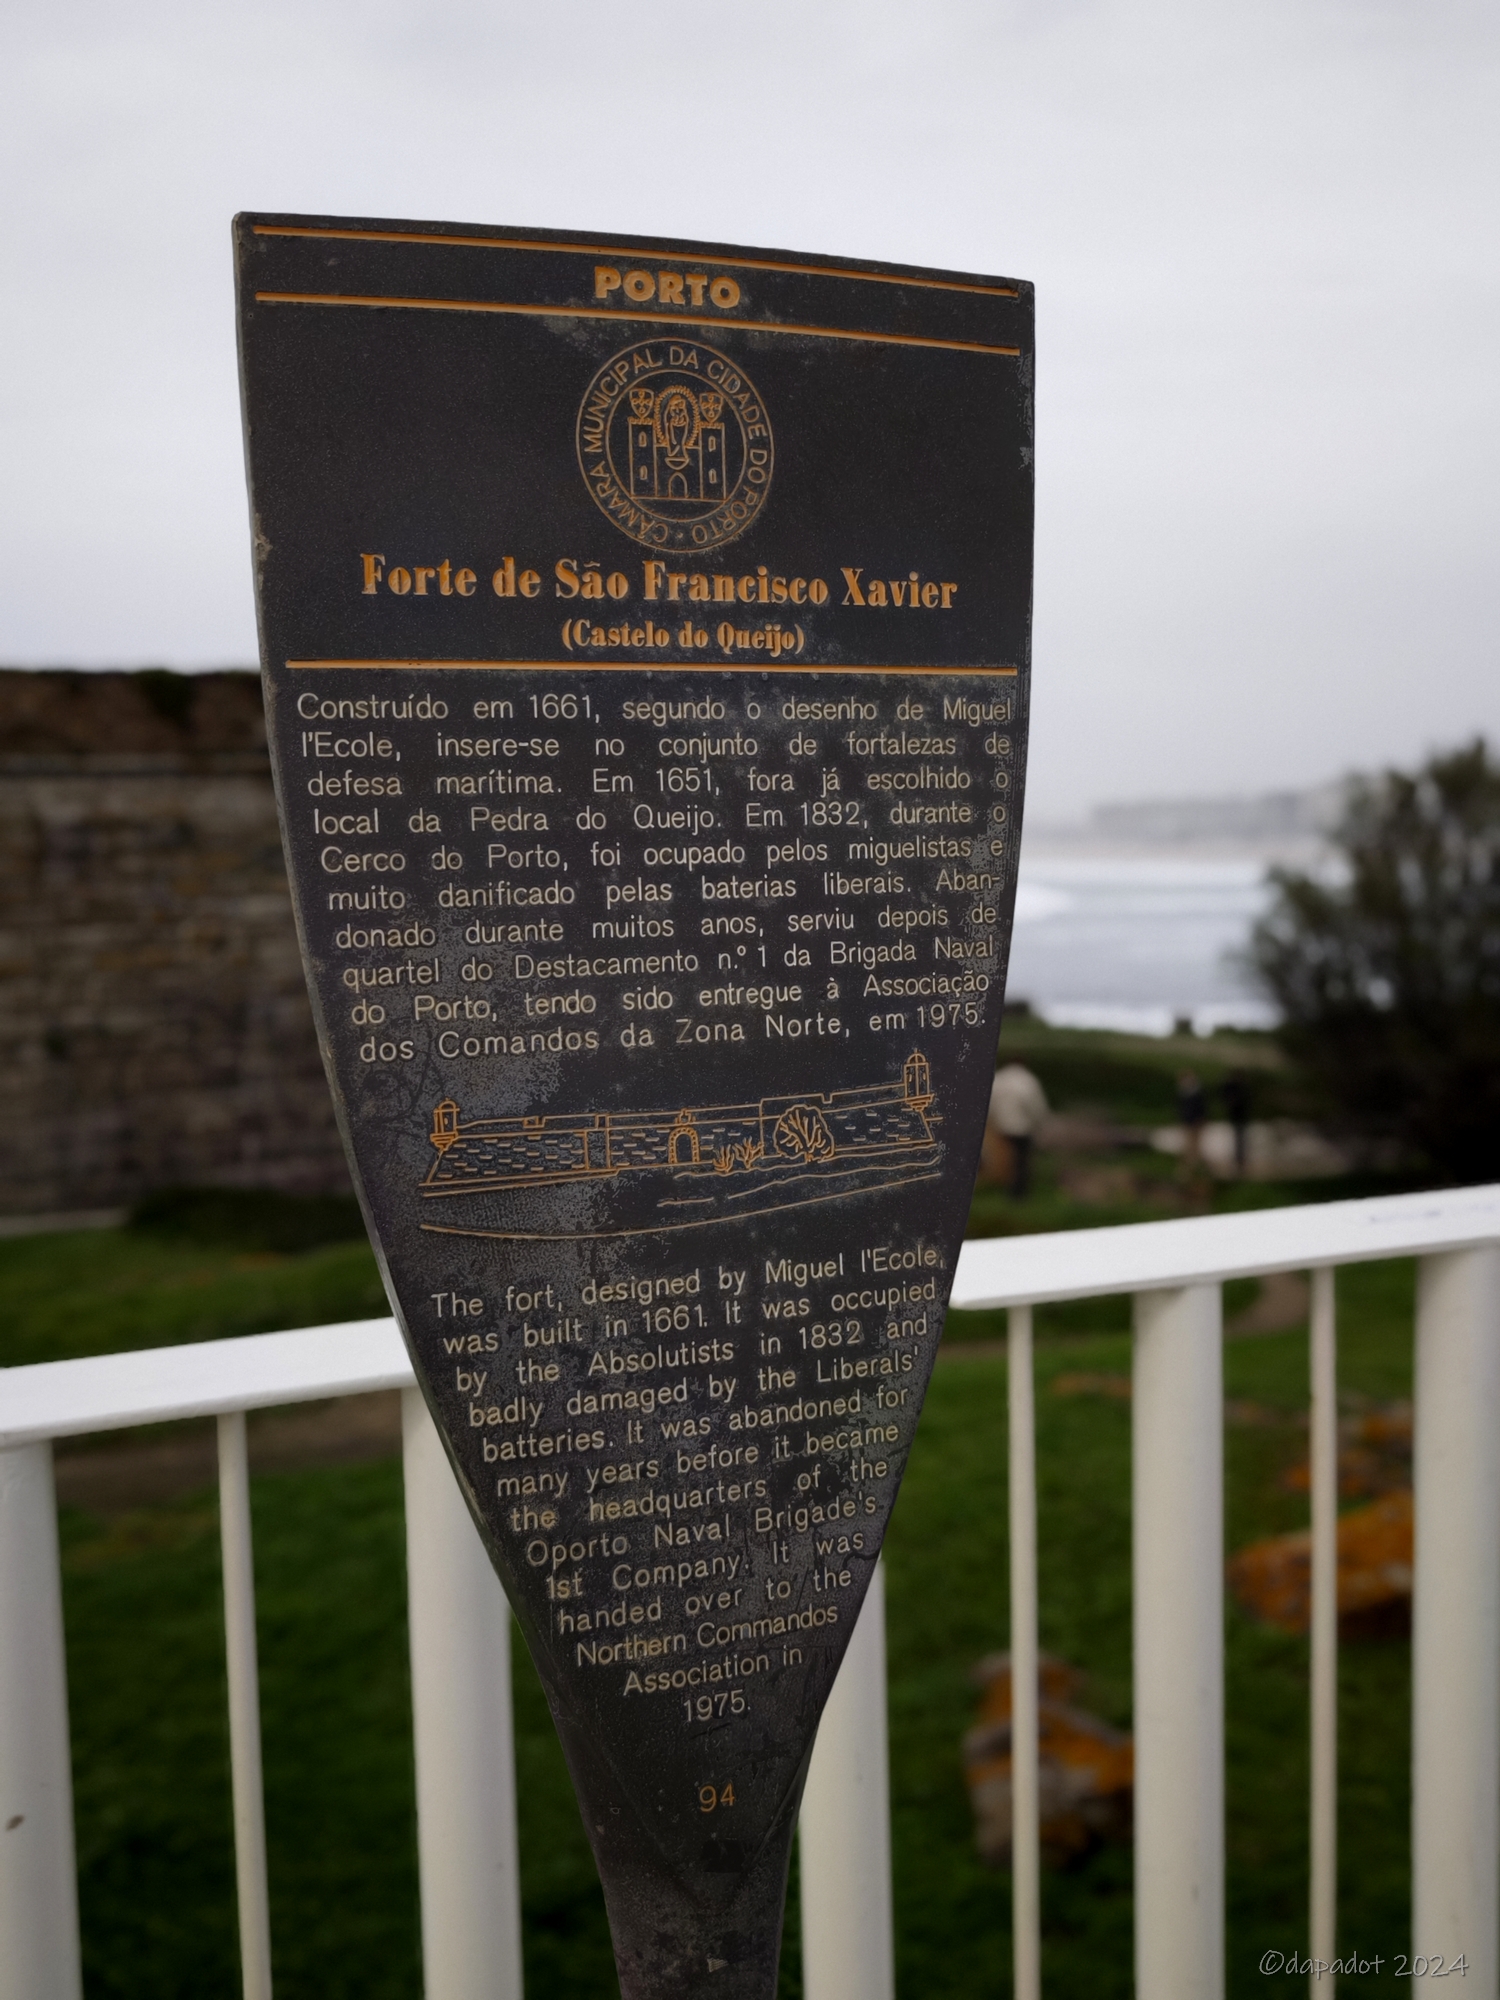 PORTO
CÂMARA MUNICIPAL DA CIDADE DO PORTO
Forte de São Francisco Xavier
(Castelo do Queijo)
Construído em 1661, segundo o desenho de Miguel
l'Ecole, insere-se no conjunto de fortalezas de
defesa marítima. Em 1651, fora já escolhido o
local da Pedra do Queijo. Em 1832, durante o
Cerco do Porto, foi ocupado pelos miguelistas e
muito danificado pelas baterias liberais. Aban-
donado durante muitos anos, serviu depois de
quartel do Destacamento n.º 1 da Brigada Naval
do Porto, tendo sido entregue à Associação
dos Comandos da Zona Norte, em 1975.
The fort, designed by Miguel l'Ecole,
was built in 1661. It was occupied
by the Absolutists in 1832 and
badly damaged by the Liberals'
batteries. It was abandoned for
many years before it became
the headquarters of the
Oporto Naval Brigade's
1st Company. It was
handed over to the
Northern Commandos
Association in
1975.
94
©dapadot 2024